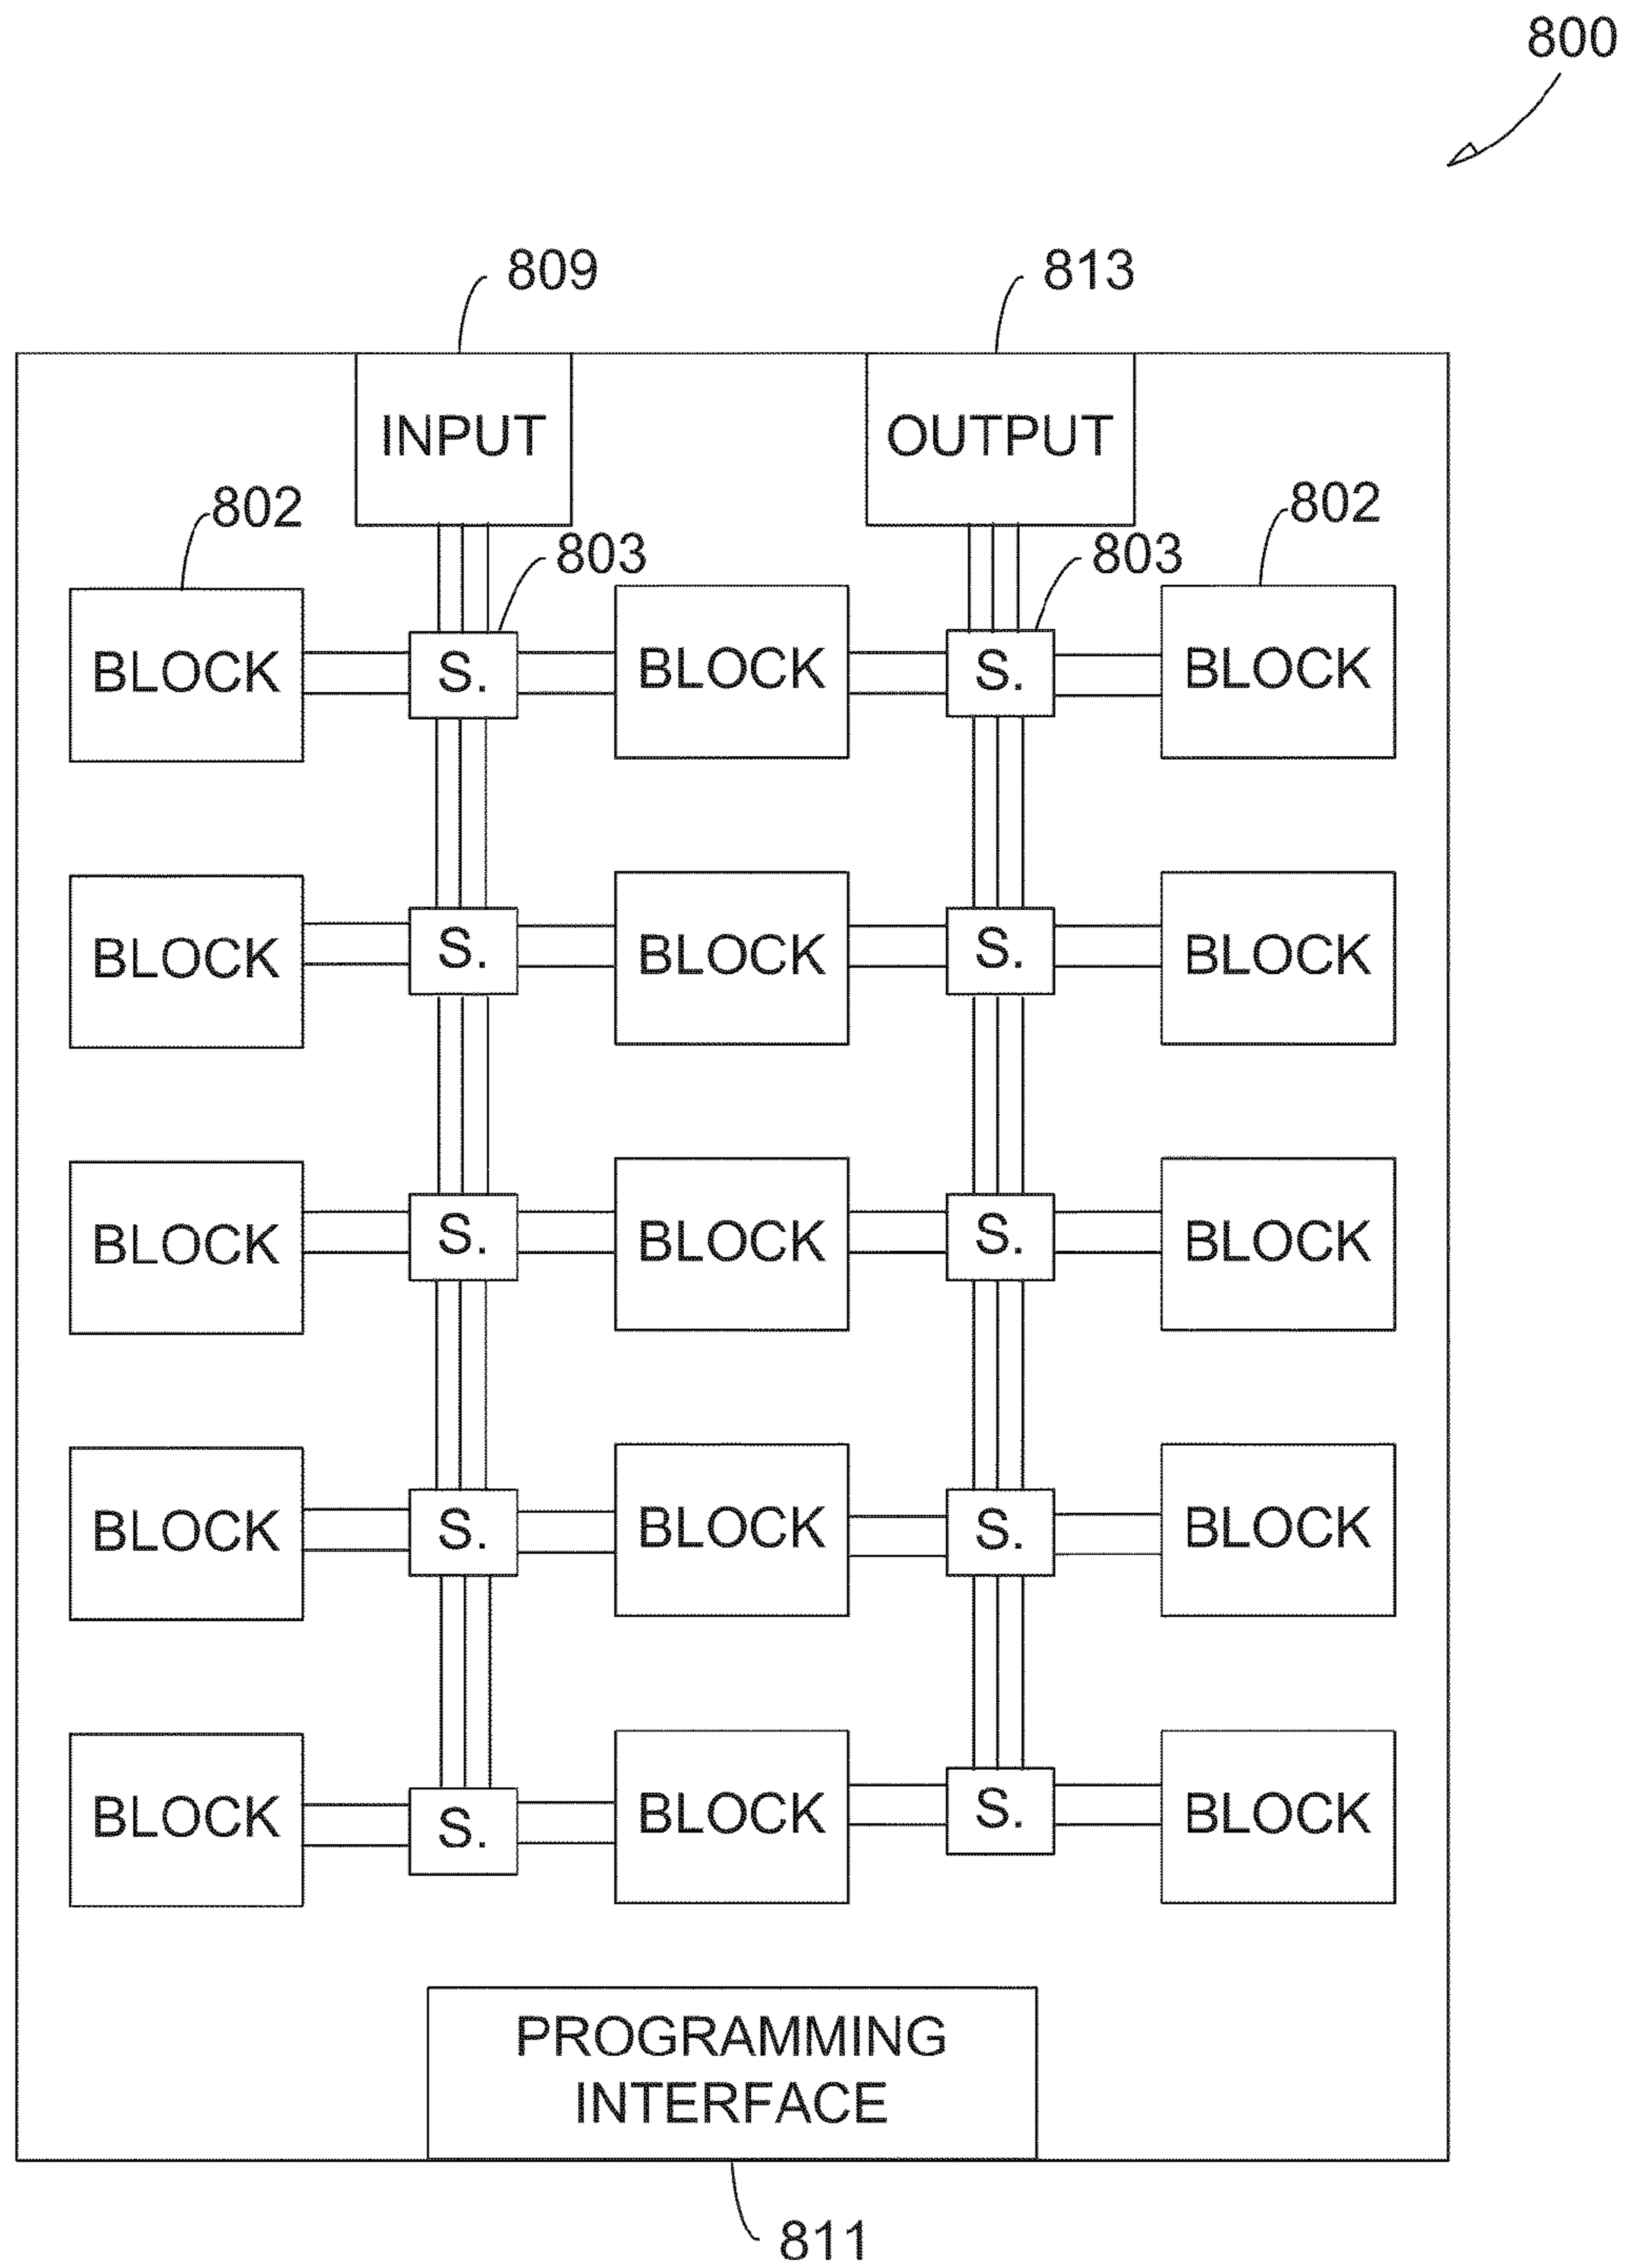 800
809
813
INPUT
OUTPUT
802
803
803
802
BLOCK
S.
BLOCK
S.
BLOCK
BLOCK
S.
BLOCK
S.
BLOCK
BLOCK
S.
BLOCK
S.
BLOCK
BLOCK
S.
BLOCK
S.
BLOCK
BLOCK
S.
BLOCK
S.
BLOCK
PROGRAMMING
INTERFACE
811